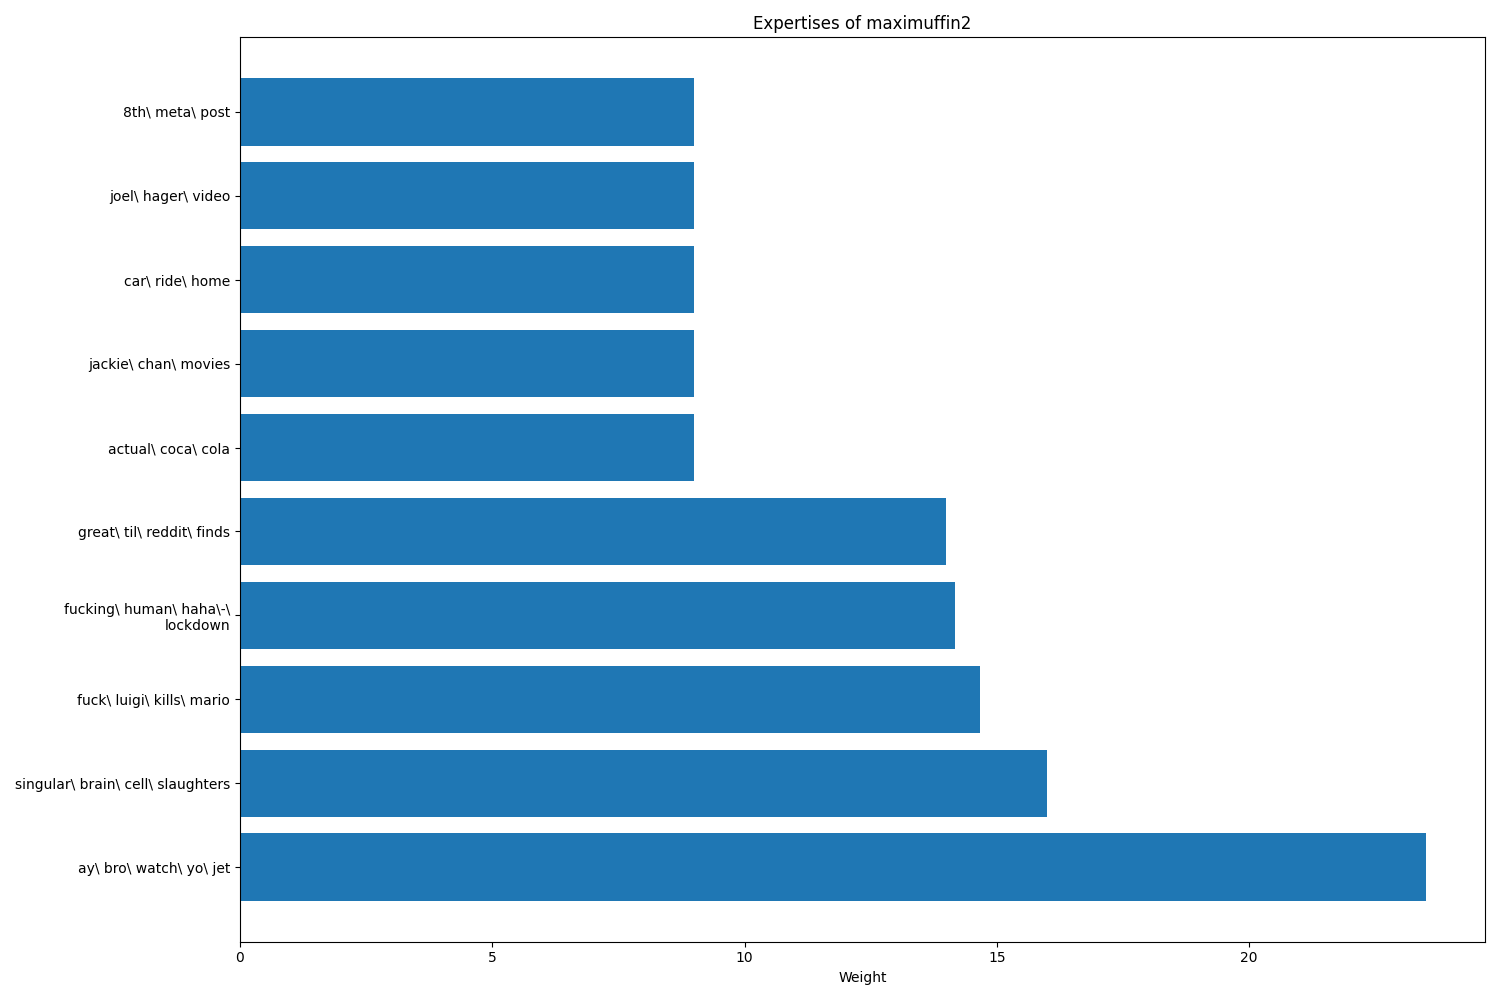 Expertises of maximuffin2
8th\ meta\ post
joel\ hager\ video
car\ ride\ home
jackie\ chan\ movies
actual\ coca\ cola
great\ til\ reddit\ finds
fucking\ human\ haha\-\
lockdown
fuck\ luigi\ kills\ mario
singular\ brain\ cell\ slaughters
ay\ bro\ watch\ yo\ jet
0 5 10 15 20
Weight